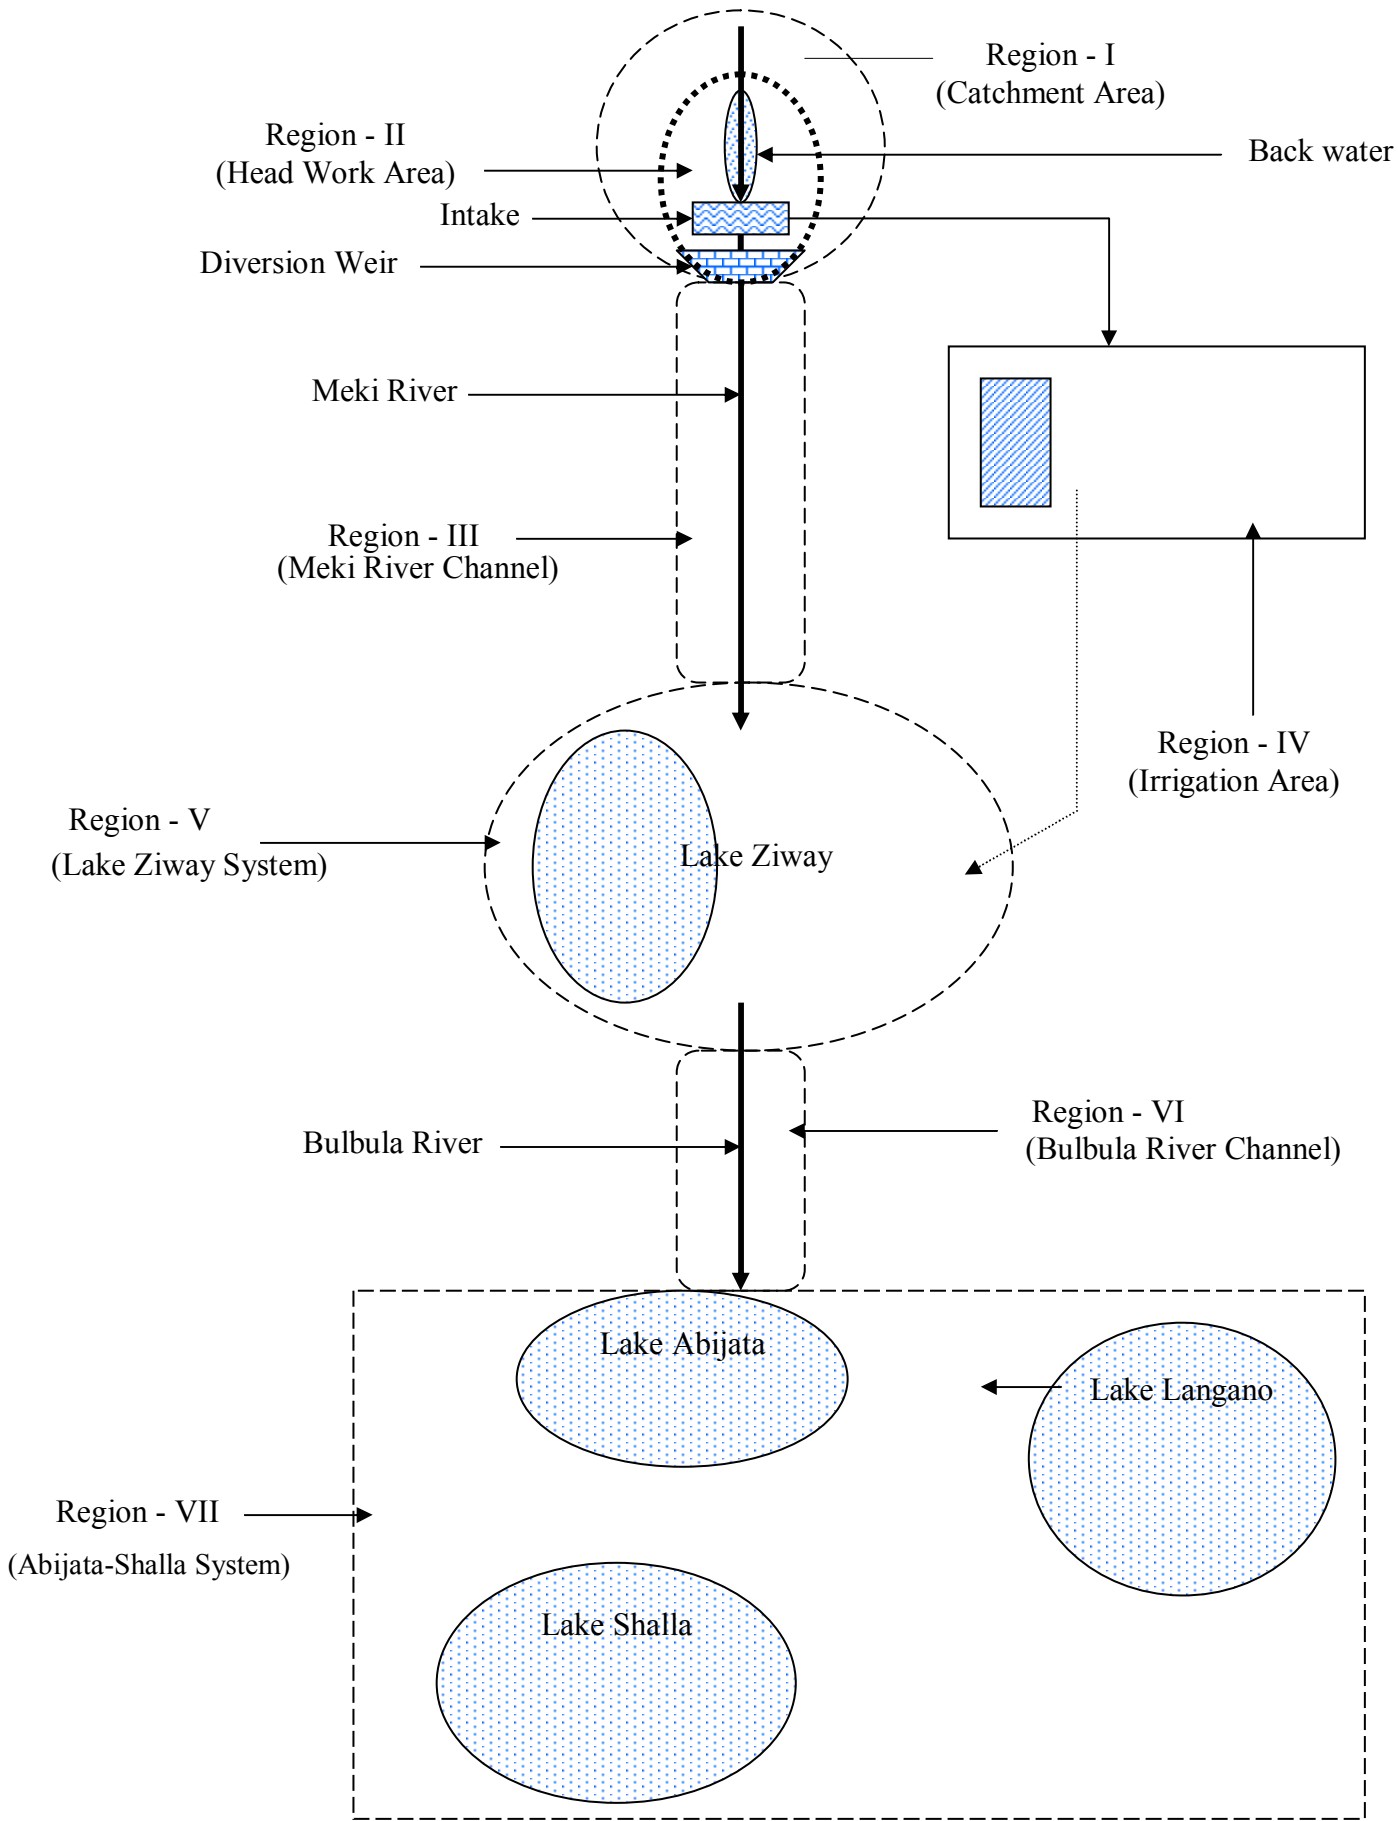 Region - I
(Catchment Area)
Region - II
(Head Work Area)
Back water
Intake
Diversion Weir
Meki River
Region - III
(Meki River Channel)
Region - IV
(Irrigation Area)
Region - V
(Lake Ziway System)
Lake Ziway
Region - VI
(Bulbula River Channel)
Bulbula River
Lake Abijata
Lake Langano
Region - VII
(Abijata-Shalla System)
Lake Shalla